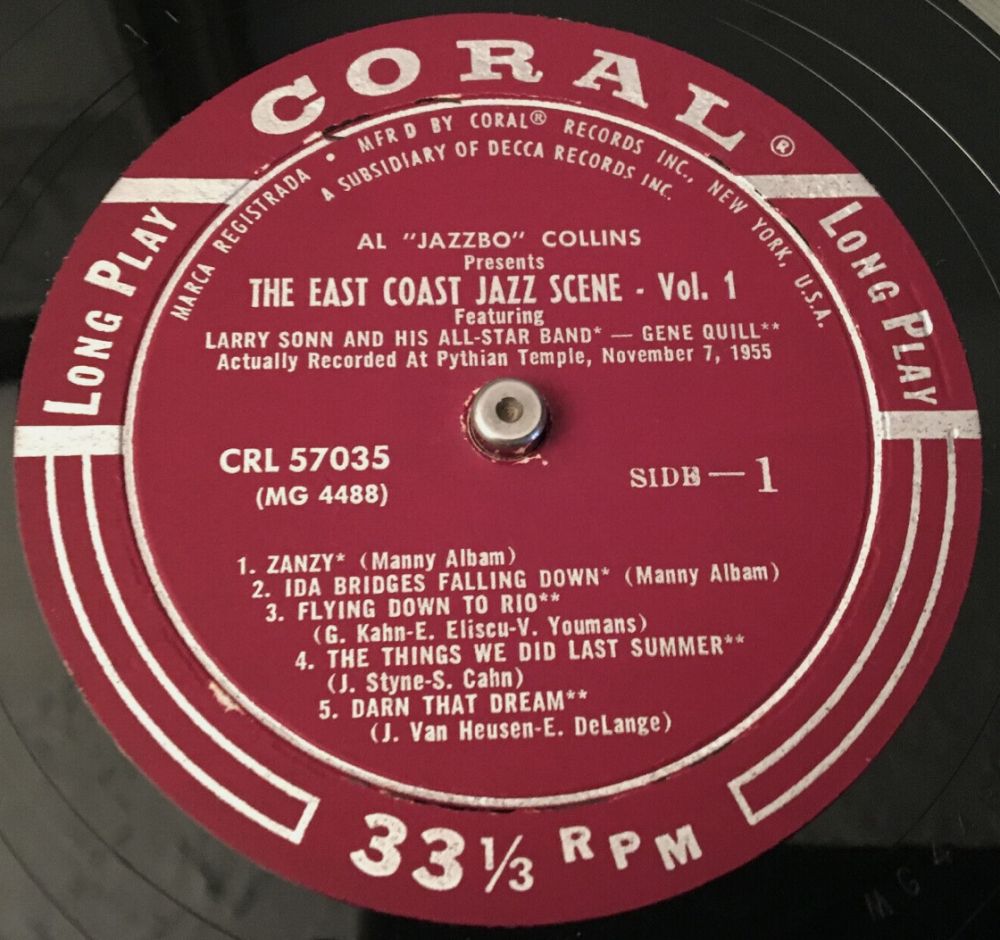 CORAL®
MARCA REGISTRADA • MFR'D BY CORAL® RECORDS INC., NEW YORK, U.S.A.
A SUBSIDIARY OF DECCA RECORDS INC.
LONG PLAY
LONG PLAY
AL "JAZZBO" COLLINS
Presents
THE EAST COAST JAZZ SCENE - Vol. 1
Featuring
LARRY SONN AND HIS ALL-STAR BAND* — GENE QUILL**
Actually Recorded At Pythian Temple, November 7, 1955
CRL 57035
(MG 4488)
SIDE — 1
1. ZANZY* (Manny Albam)
2. IDA BRIDGES FALLING DOWN* (Manny Albam)
3. FLYING DOWN TO RIO**
(G. Kahn-E. Eliscu-V. Youmans)
4. THE THINGS WE DID LAST SUMMER**
(J. Styne-S. Cahn)
5. DARN THAT DREAM**
(J. Van Heusen-E. DeLange)
33 1/3 RPM